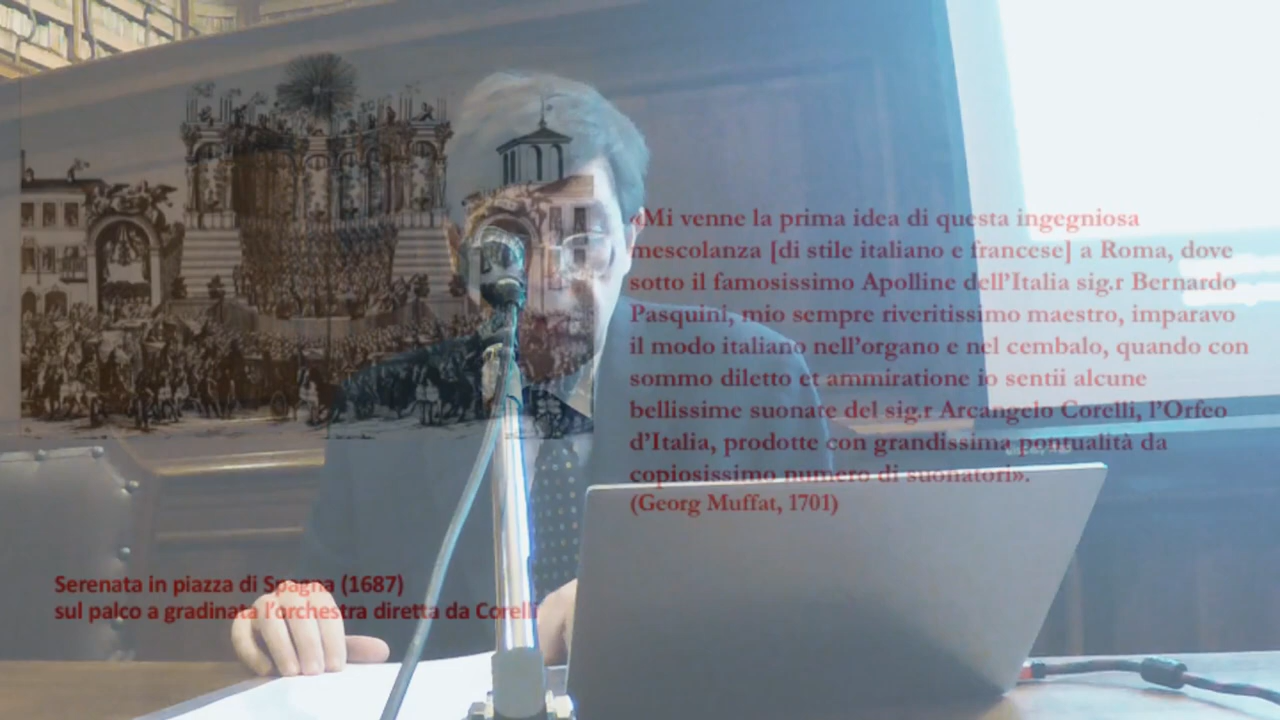 «Mi venne la prima idea di questa ingegniosa
mescolanza [di stile italiano e francese] a Roma, dove
sotto il famosissimo Apolline dell’Italia sig.r Bernardo
Pasquini, mio sempre riveritissimo maestro, imparavo
il modo italiano nell’organo e nel cembalo, quando con
sommo diletto et ammiratione io sentii alcune
bellissime suonate del sig.r Arcangelo Corelli, l’Orfeo
d’Italia, prodotte con grandissima pontualità da
copiosissimo numero di suonatori».
(Georg Muffat, 1701)
Serenata in piazza di Spagna (1687)
sul palco a gradinata l’orchestra diretta da Corelli